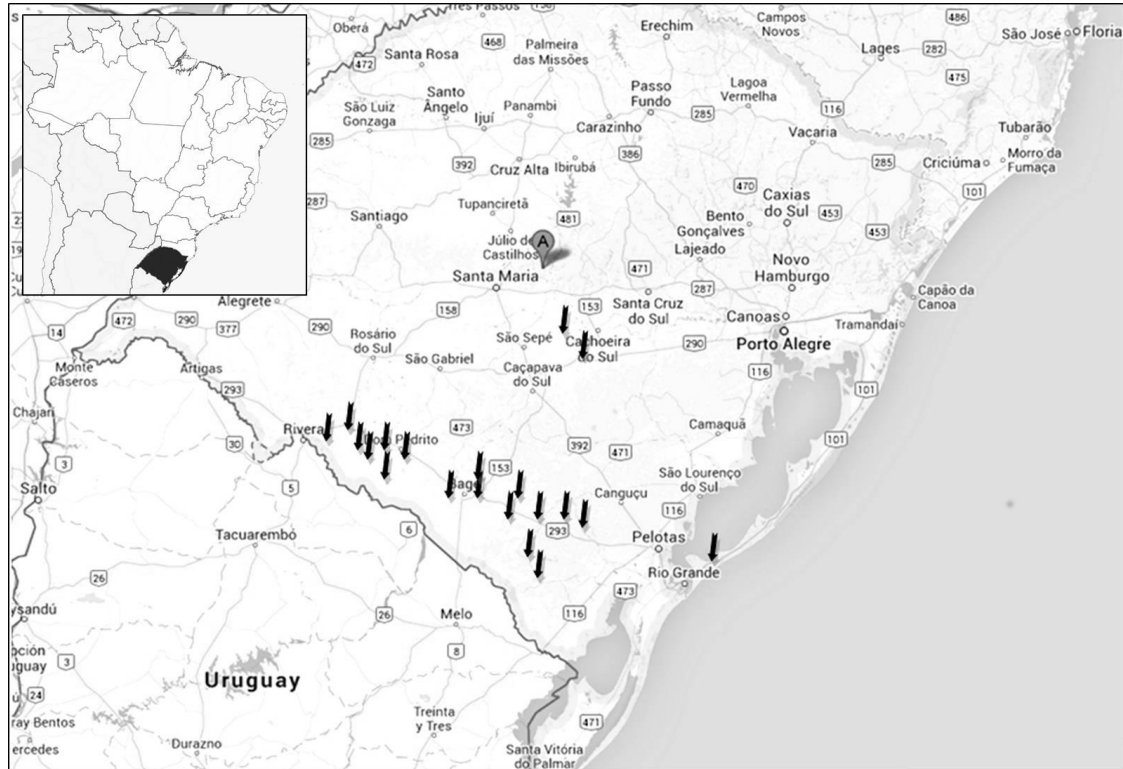 Oberá
Três Passos
158
Erechim
Campos
Novos
486
São José
Floria
Santa Rosa
468
Palmeira
das Missões
472
Lages
282
475
Santo
Ângelo
Panambi
Passo
Fundo
Lagoa
Vermelha
116
São Luiz
Gonzaga
Ijuí
Carazinho
285
Vacaria
Tubarão
285
392
Cruz Alta
Ibirubá
386
285
Criciúma
Morro da
Fumaça
101
287
Santiago
Tupanciretã
481
470
Caxias
do Sul
453
Bento
Gonçalves
453
Júlio de
Castilhos
A
Lajeado
Santa Maria
471
Novo
Hamburgo
287
Santa Cruz
do Sul
Capão da
Canoa
Alegrete
14
472
290
377
290
158
153
Canoas
Tramandaí
Rosário
do Sul
São Sepé
Cachoeira
do Sul
290
Porto Alegre
Monte
Caseros
Artigas
São Gabriel
Caçapava
do Sul
116
101
293
Chajarí
Rivera
30
Dom Pedrito
473
392
471
Camaquã
101
3
153
São Lourenço
do Sul
Salto
5
Bagé
Canguçu
116
6
293
Pelotas
Tacuarembó
Rio Grande
26
473
aysandú
26
Melo
116
3
8
Uruguay
24
ray Bentos
Treinta
y Tres
471
ercedes
Durazno
Santa Vitória
do Palmar